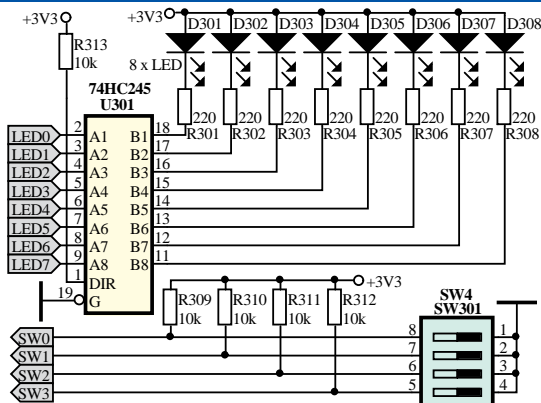 +3V3
R313
10k
+3V3
D301 D302 D303 D304 D305 D306 D307 D308
8 x LED
74HC245
U301
220 220 220 220 220 220 220 220
R301 R302 R303 R304 R305 R306 R307 R308
LED0 2 A1 B1 18
LED1 3 A2 B2 17
LED2 4 A3 B3 16
LED3 5 A4 B4 15
LED4 6 A5 B5 14
LED5 7 A6 B6 13
LED6 8 A7 B7 12
LED7 9 A8 B8 11
1 DIR
19 G
+3V3
R309 R310 R311 R312
10k 10k 10k 10k
SW4
SW301
SW0 8 1
SW1 7 2
SW2 6 3
SW3 5 4